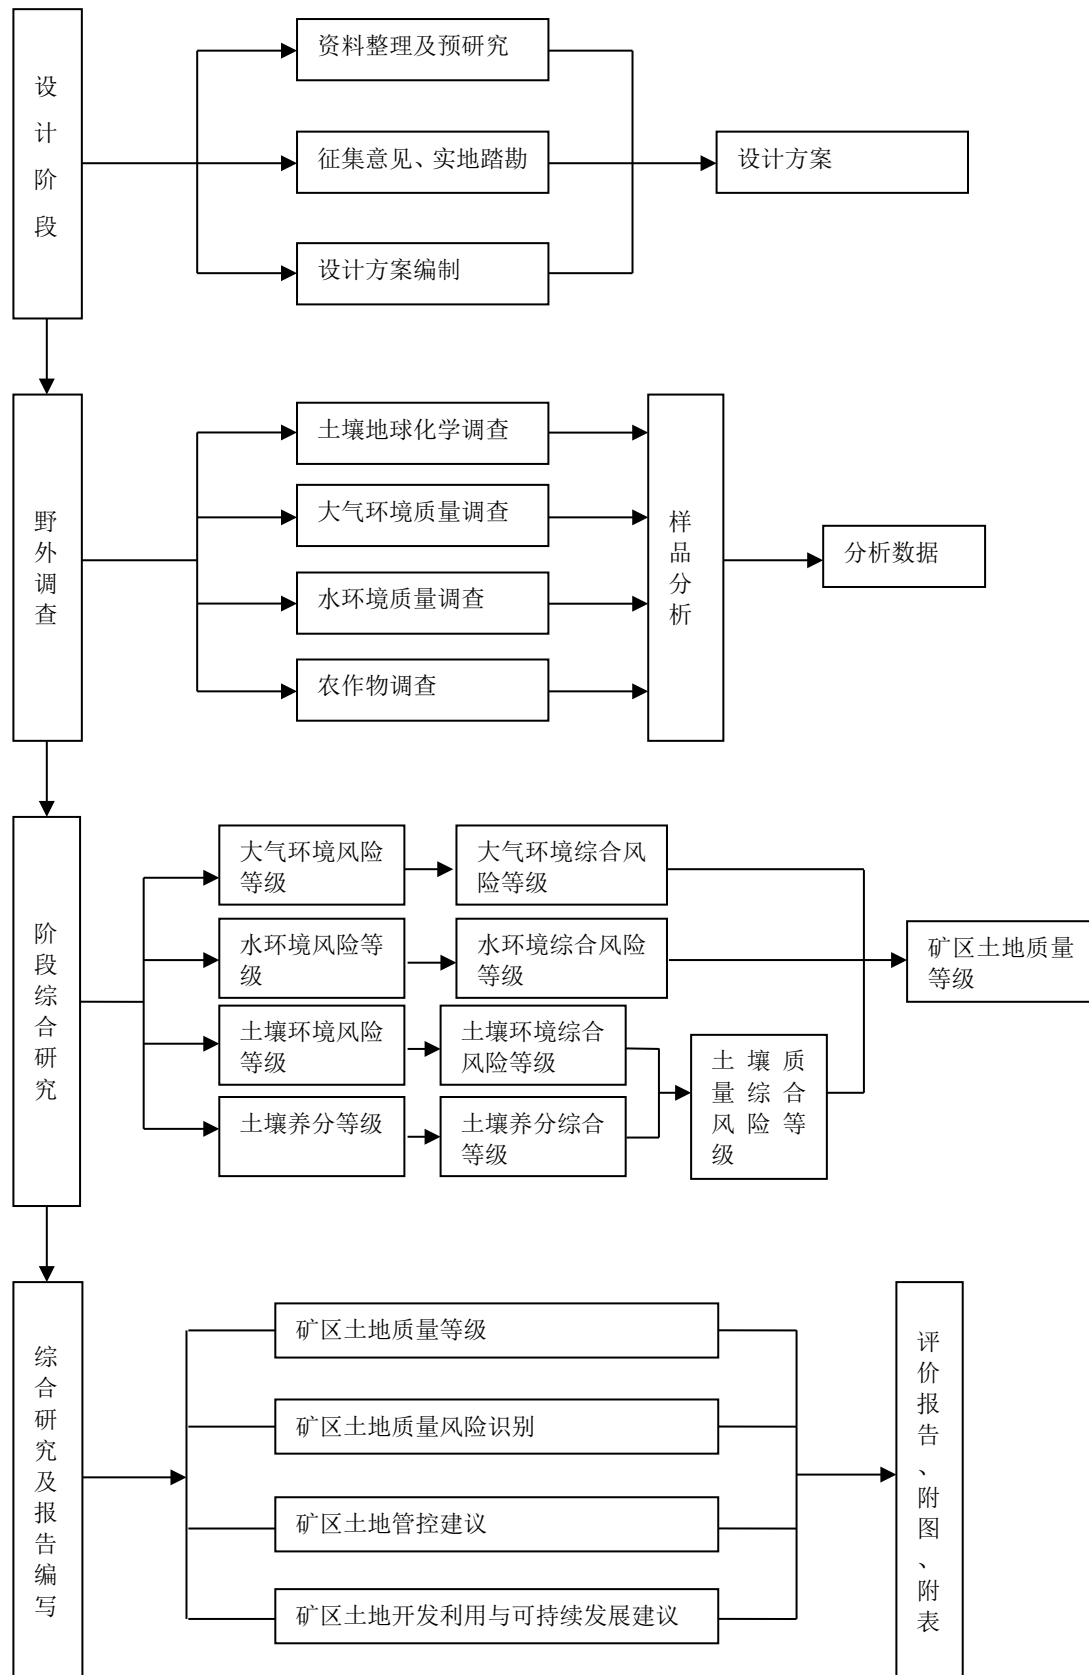 设计阶段
资料整理及预研究
征集意见、实地踏勘
设计方案编制
设计方案
野外调查
土壤地球化学调查
大气环境质量调查
水环境质量调查
农作物调查
样品分析
分析数据
阶段综合研究
大气环境风险
等级
大气环境综合风
险等级
水环境风险等
级
水环境综合风险
等级
土壤环境风险
等级
土壤环境综合
风险等级
土壤养分等级
土壤养分综合
等级
土壤质
量综合
风险等
级
矿区土地质量
等级
综合研究及报告编写
矿区土地质量等级
矿区土地质量风险识别
矿区土地管控建议
矿区土地开发利用与可持续发展建议
评价报告、附图、附表